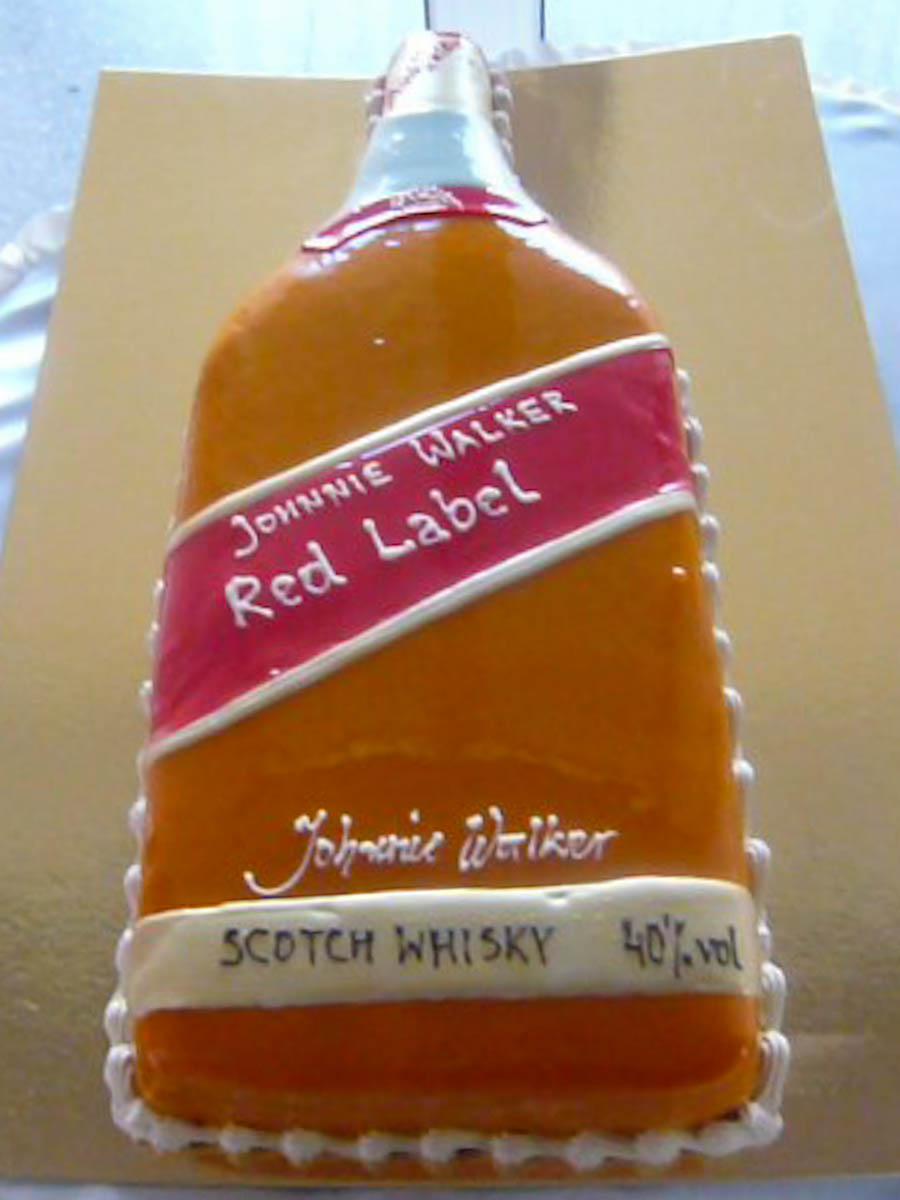 JOHNNIE WALKER
Red Label
Johnnie Walker
SCOTCH WHISKY 40% vol